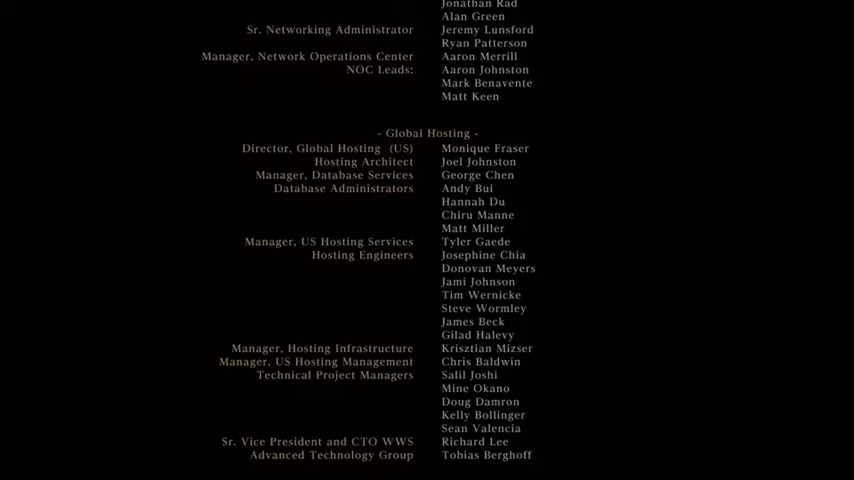 Jonathan Rad
Alan Green
Sr. Networking Administrator Jeremy Lunsford
Ryan Patterson
Manager, Network Operations Center Aaron Merrill
NOC Leads: Aaron Johnston
Mark Benavente
Matt Keen
- Global Hosting -
Director, Global Hosting (US) Monique Fraser
Hosting Architect Joel Johnston
Manager, Database Services George Chen
Database Administrators Andy Bui
Hannah Du
Chiru Manne
Matt Miller
Manager, US Hosting Services Tyler Gaede
Hosting Engineers Josephine Chia
Donovan Meyers
Jami Johnson
Tim Wernicke
Steve Wormley
James Beck
Gilad Halevy
Manager, Hosting Infrastructure Krisztian Mizser
Manager, US Hosting Management Chris Baldwin
Technical Project Managers Salil Joshi
Mine Okano
Doug Damron
Kelly Bollinger
Sean Valencia
Sr. Vice President and CTO WWS Richard Lee
Advanced Technology Group Tobias Berghoff